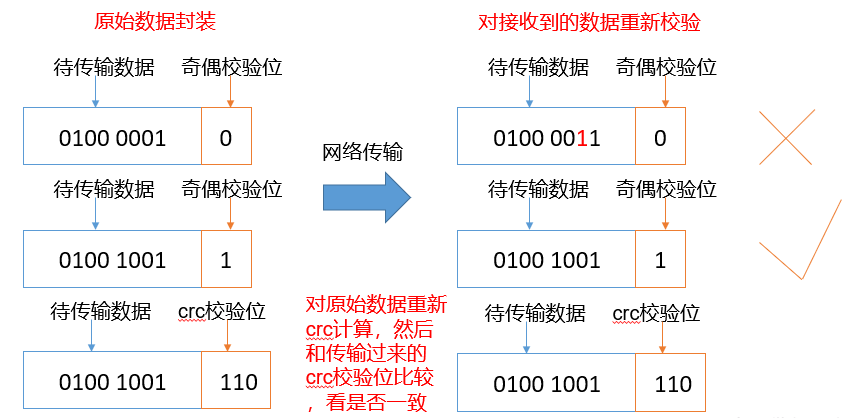 原始数据封装
对接收到的数据重新校验
待传输数据 奇偶校验位
待传输数据 奇偶校验位
0100 0001 0
网络传输
0100 0011 0
待传输数据 奇偶校验位
待传输数据 奇偶校验位
0100 1001 1
0100 1001 1
待传输数据 crc校验位
待传输数据 crc校验位
对原始数据重新
crc计算，然后
和传输过来的
crc校验位比较
，看是否一致
0100 1001 110
0100 1001 110